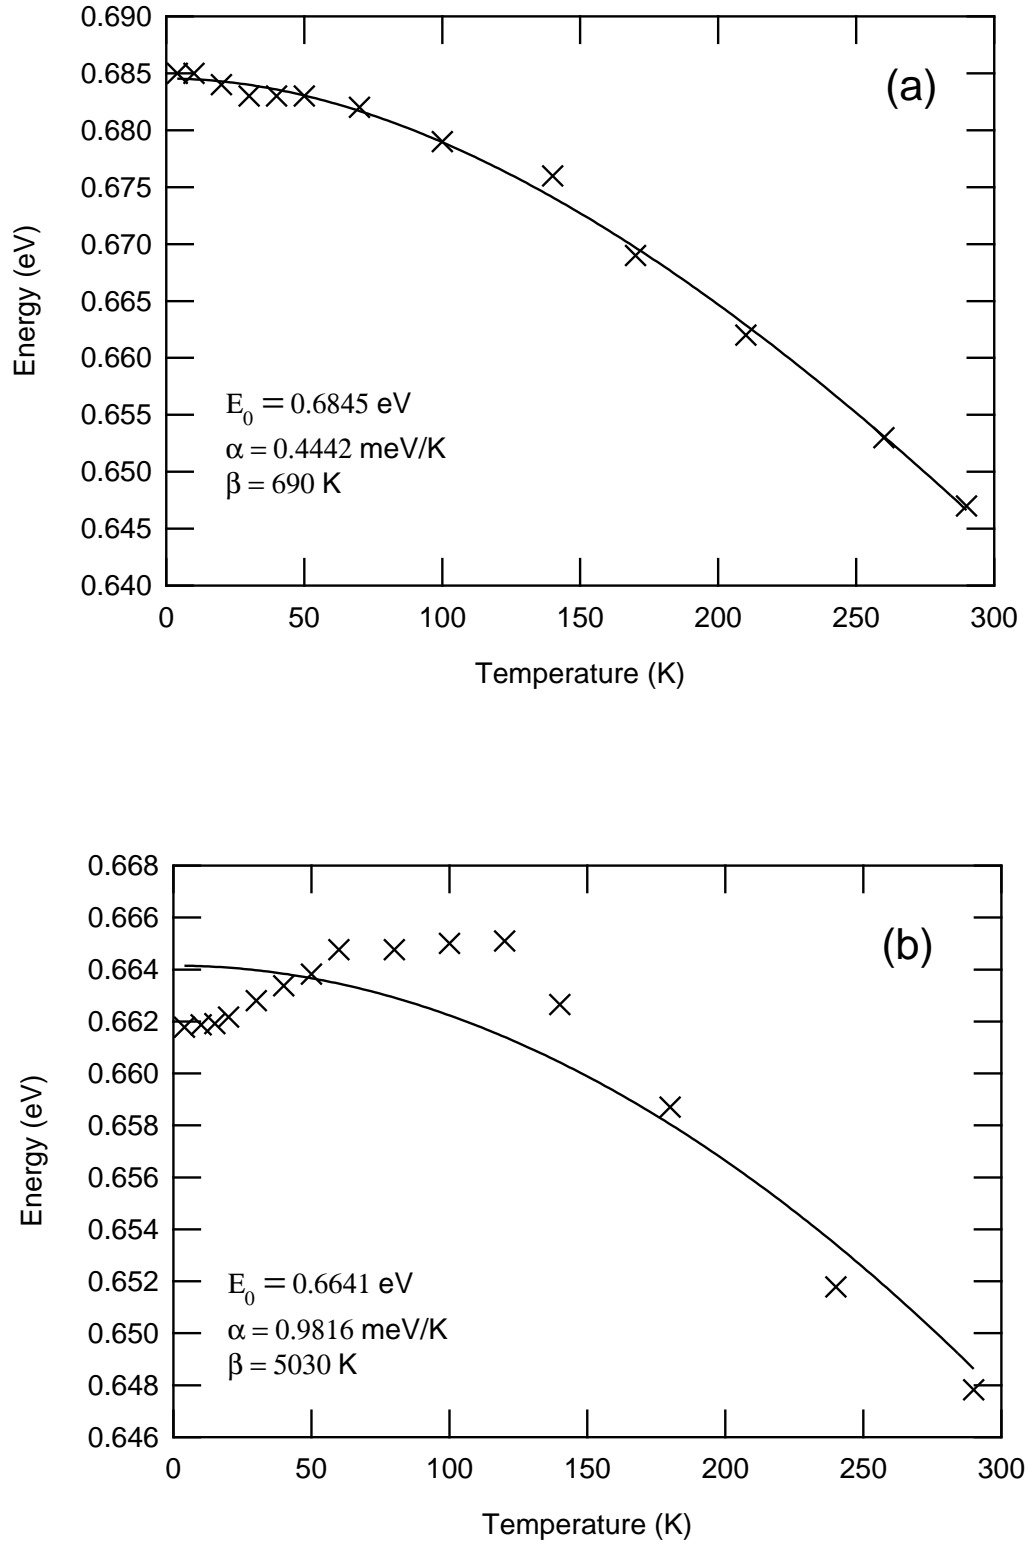 0.690
(a)
0.685
0.680
0.675
0.670
0.665
0.660
0.655
0.650
0.645
0.640
Energy (eV)
E₀ = 0.6845 eV
α = 0.4442 meV/K
β = 690 K
0 50 100 150 200 250 300
Temperature (K)
0.668
0.666
(b)
0.664
0.662
0.660
0.658
0.656
0.654
0.652
0.650
0.648
0.646
Energy (eV)
E₀ = 0.6641 eV
α = 0.9816 meV/K
β = 5030 K
0 50 100 150 200 250 300
Temperature (K)